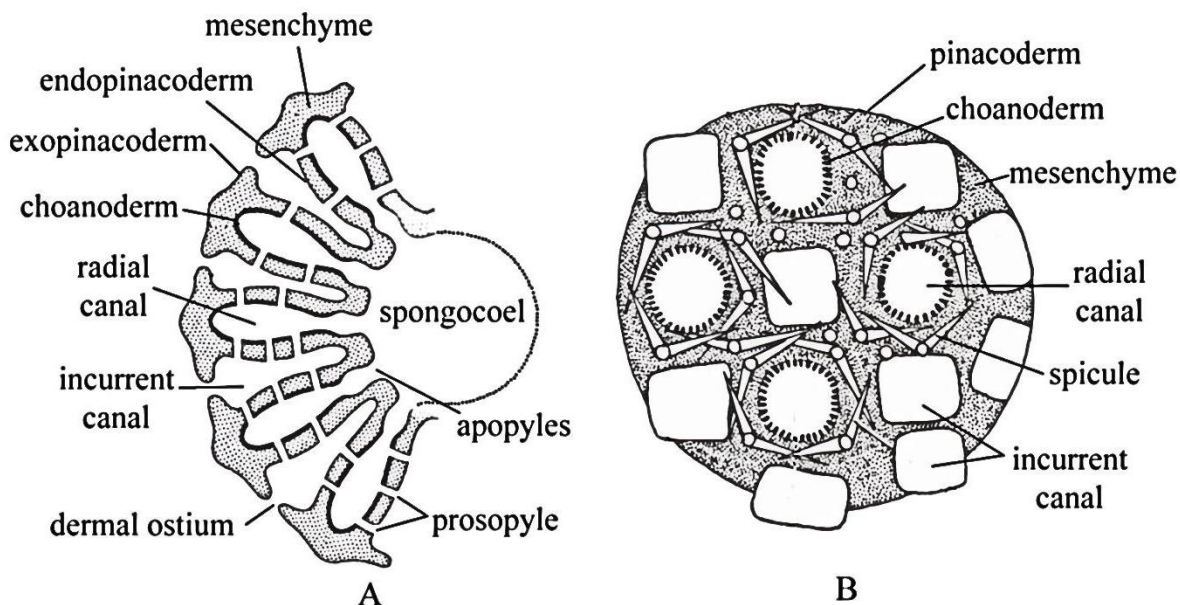 mesenchyme
endopinacoderm
exopinacoderm
choanoderm
radial
canal
spongocoel
incurrent
canal
apopyles
dermal ostium
prosopyle
A
pinacoderm
choanoderm
mesenchyme
radial
canal
spicule
incurrent
canal
B